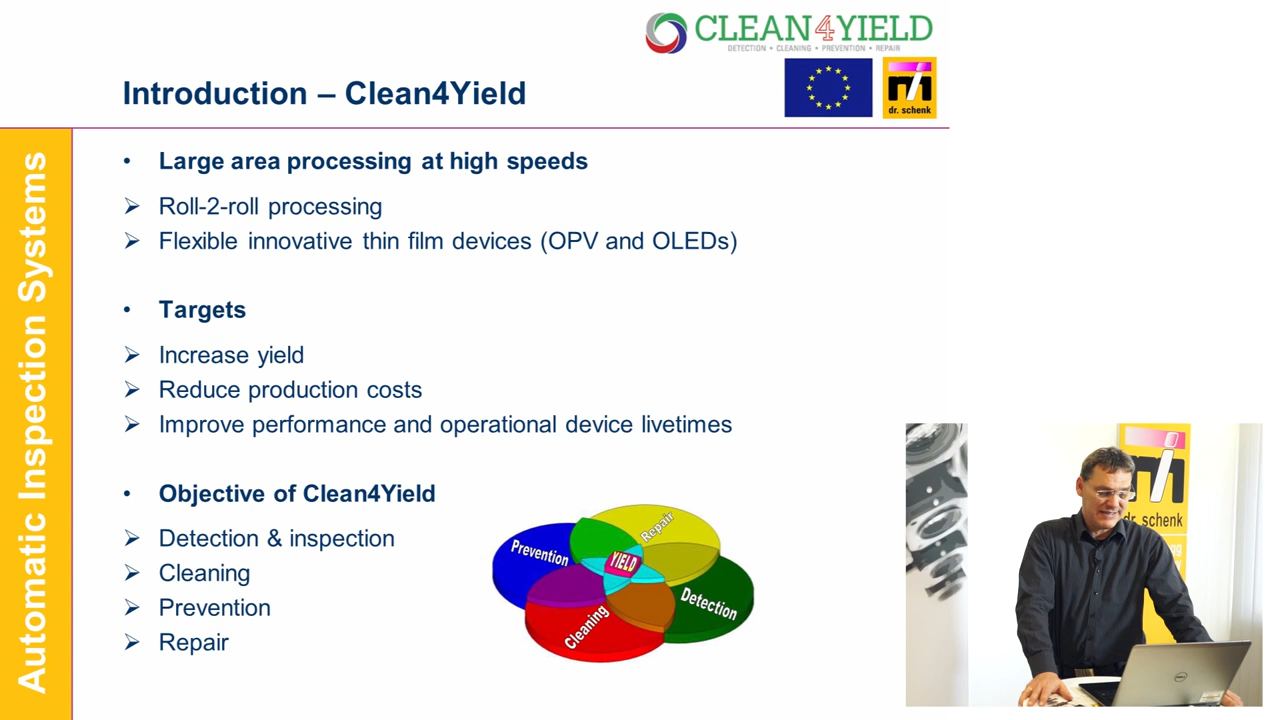 CLEAN4YIELD
DETECTION • CLEANING • PREVENTION • REPAIR
dr. schenk
Introduction – Clean4Yield
Automatic Inspection Systems
• Large area processing at high speeds
➢ Roll-2-roll processing
➢ Flexible innovative thin film devices (OPV and OLEDs)
• Targets
➢ Increase yield
➢ Reduce production costs
➢ Improve performance and operational device livetimes
• Objective of Clean4Yield
➢ Detection & inspection
➢ Cleaning
➢ Prevention
➢ Repair
Repair
Prevention
YIELD
Detection
Cleaning
dr. schenk
DELL